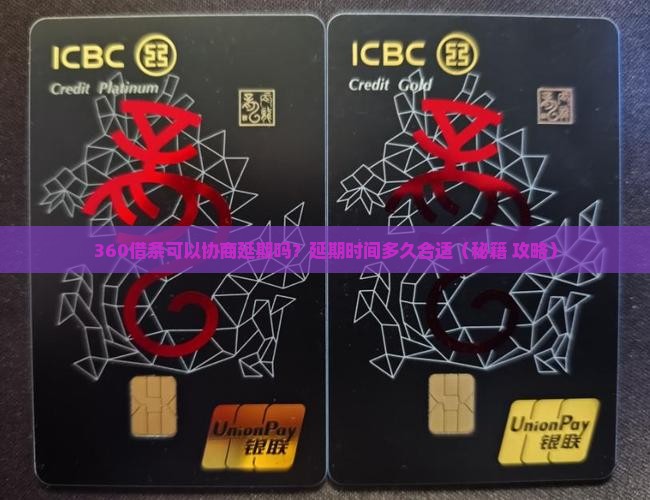 ICBC
Credit Platinum
ICBC
Credit Gold
360借条可以协商延期吗？延期时间多久合适（秘籍 攻略）
UnionPay
银联
UnionPay
银联